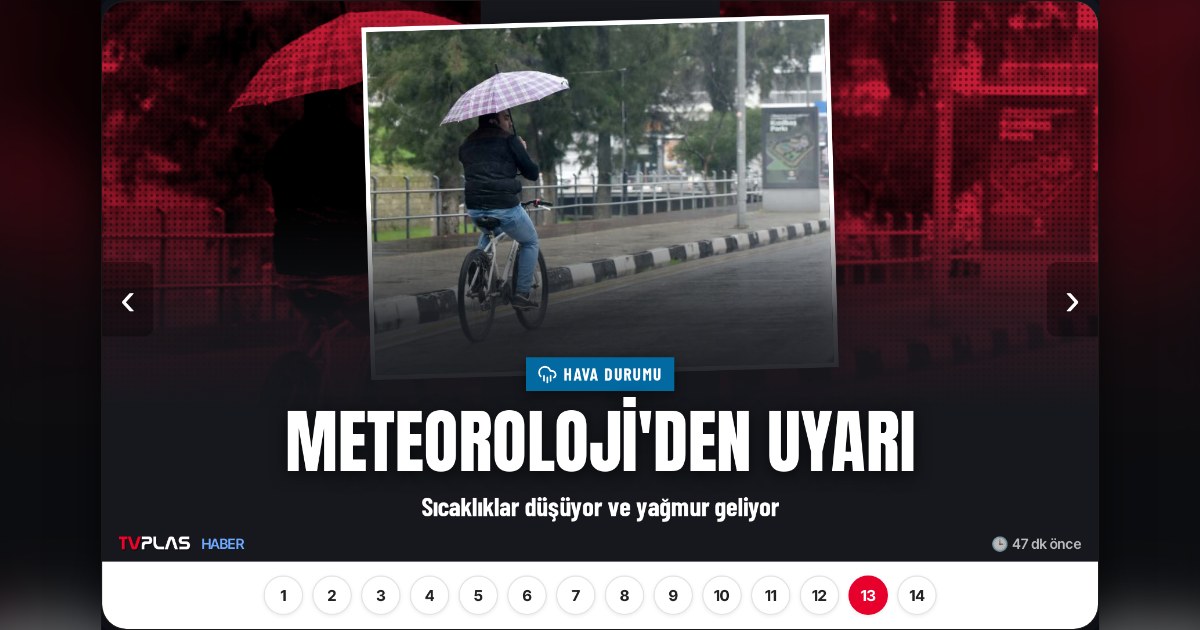 HAVA DURUMU
METEOROLOJİ'DEN UYARI
Sıcaklıklar düşüyor ve yağmur geliyor
TVPLAS HABER
47 dk önce
1 2 3 4 5 6 7 8 9 10 11 12 13 14